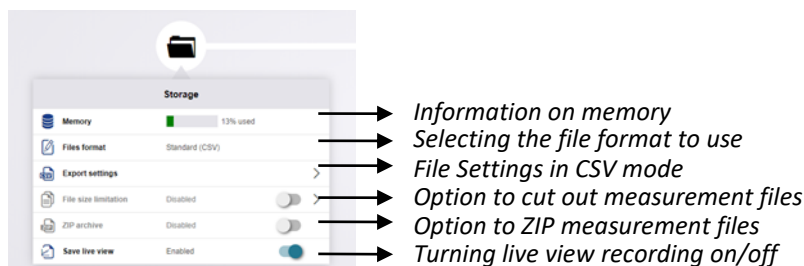 Storage
Memory 13% used Information on memory
Files format Standard (CSV) Selecting the file format to use
Export settings File Settings in CSV mode
File size limitation Disabled Option to cut out measurement files
ZIP archive Disabled Option to ZIP measurement files
Save live view Enabled Turning live view recording on/off